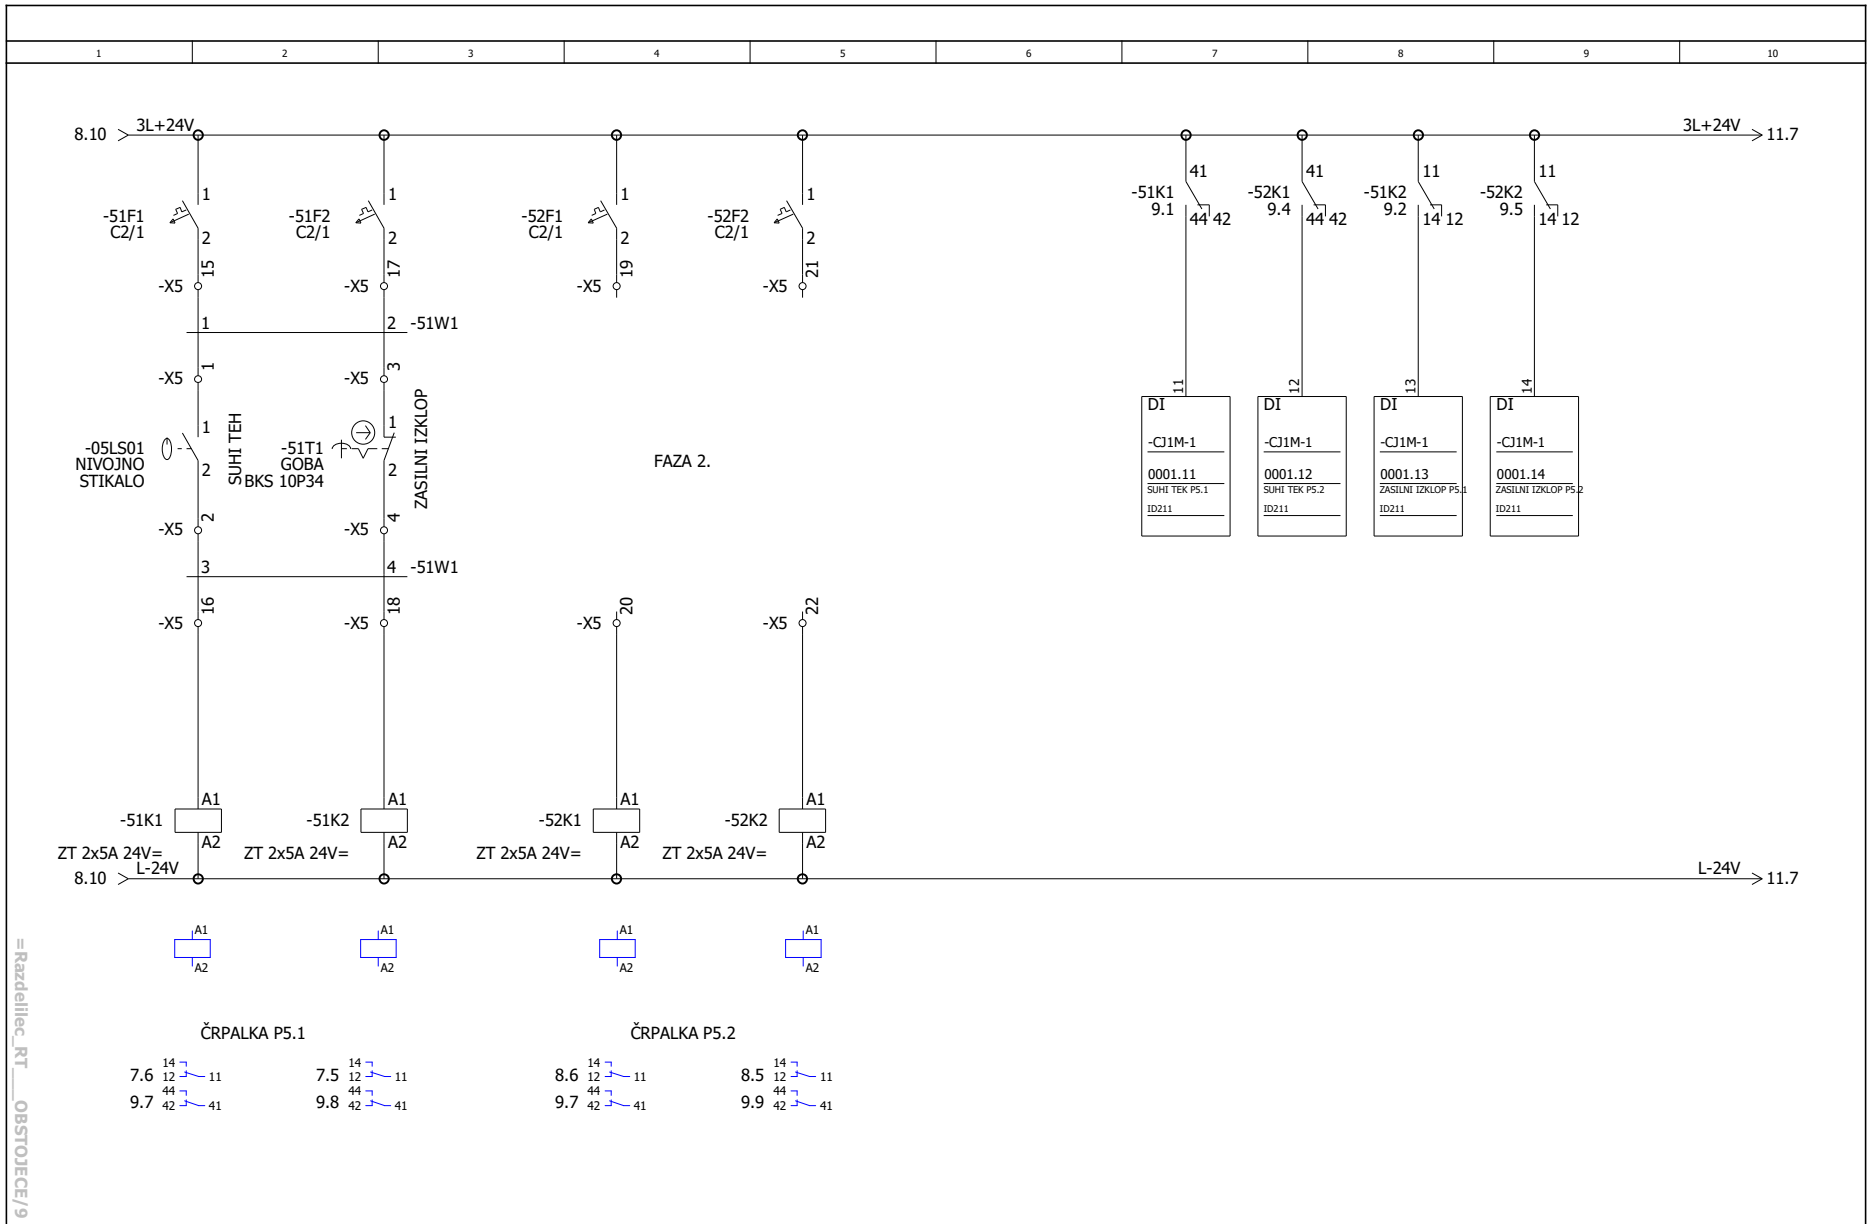 1 2 3 4 5 6 7 8 9 10
8.10 3L+24V 3L+24V 11.7
1 1 1 1 41 41 11 11
-51F1 -51F2 -52F1 -52F2 -51K1 -52K1 -51K2 -52K2
C2/1 C2/1 C2/1 C2/1 9.1 9.4 9.2 9.5
2 2 2 2 44 42 44 42 14 12 14 12
15 17 19 21
-X5 -X5 -X5 -X5
1 2 -51W1
1 3
-X5 -X5
11 12 13 14
DI DI DI DI
-CJ1M-1 -CJ1M-1 -CJ1M-1 -CJ1M-1
0001.11 0001.12 0001.13 0001.14
SUHI TEK P5.1 SUHI TEK P5.2 ZASILNI IZKLOP P5.1 ZASILNI IZKLOP P5.2
ID211 ID211 ID211 ID211
1 1
-05LS01
NIVOJNO
STIKALO
2
SUHI TEH
-51T1
GOBA
BKS 10P34
2
ZASILNI IZKLOP
FAZA 2.
2 4
-X5 -X5
3 4 -51W1
16 18 20 22
-X5 -X5 -X5 -X5
A1 A1 A1 A1
-51K1 -51K2 -52K1 -52K2
A2 A2 A2 A2
ZT 2x5A 24V= ZT 2x5A 24V= ZT 2x5A 24V= ZT 2x5A 24V=
8.10 L-24V L-24V 11.7
A1 A1 A1 A1
A2 A2 A2 A2
ČRPALKA P5.1 ČRPALKA P5.2
14 14 14 14
7.6 12 11 7.5 12 11 8.6 12 11 8.5 12 11
44 44 44 44
9.7 42 41 9.8 42 41 9.7 42 41 9.9 42 41
=Razdelilec_RT___OBSTOJECE/9